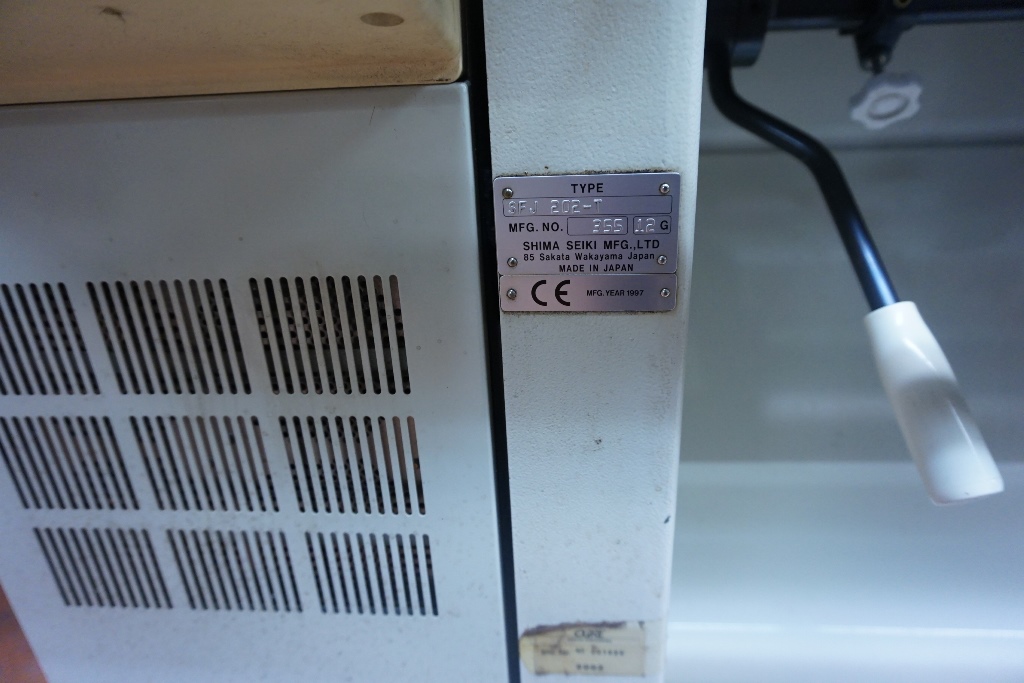 TYPE
SFJ 202-T
MFG. NO. 355 12 G
SHIMA SEIKI MFG.,LTD
85 Sakata Wakayama Japan
MADE IN JAPAN
CE MFG. YEAR 1997